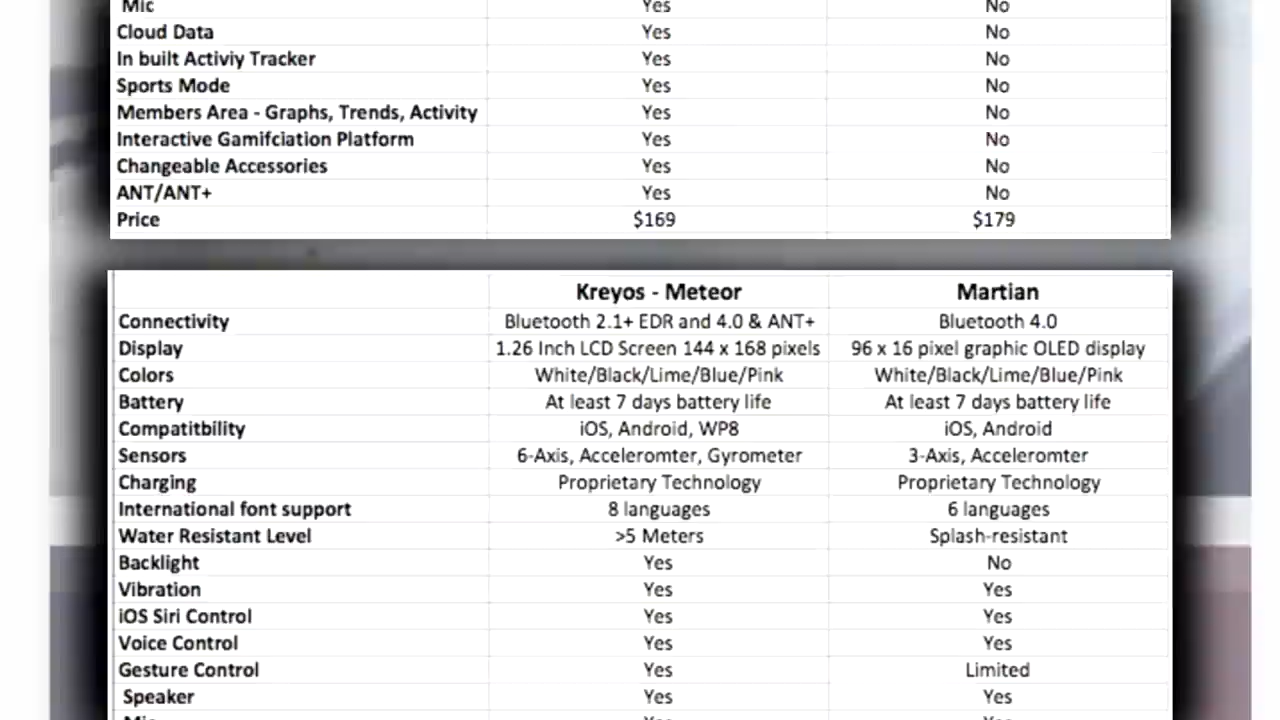 Mic Yes No
Cloud Data Yes No
In built Activiy Tracker Yes No
Sports Mode Yes No
Members Area - Graphs, Trends, Activity Yes No
Interactive Gamifciation Platform Yes No
Changeable Accessories Yes No
ANT/ANT+ Yes No
Price $169 $179
Kreyos - Meteor Martian
Connectivity Bluetooth 2.1+ EDR and 4.0 & ANT+ Bluetooth 4.0
Display 1.26 Inch LCD Screen 144 x 168 pixels 96 x 16 pixel graphic OLED display
Colors White/Black/Lime/Blue/Pink White/Black/Lime/Blue/Pink
Battery At least 7 days battery life At least 7 days battery life
Compatitbility iOS, Android, WP8 iOS, Android
Sensors 6-Axis, Acceleromter, Gyrometer 3-Axis, Acceleromter
Charging Proprietary Technology Proprietary Technology
International font support 8 languages 6 languages
Water Resistant Level >5 Meters Splash-resistant
Backlight Yes No
Vibration Yes Yes
iOS Siri Control Yes Yes
Voice Control Yes Yes
Gesture Control Yes Limited
Speaker Yes Yes
Mic Yes Yes